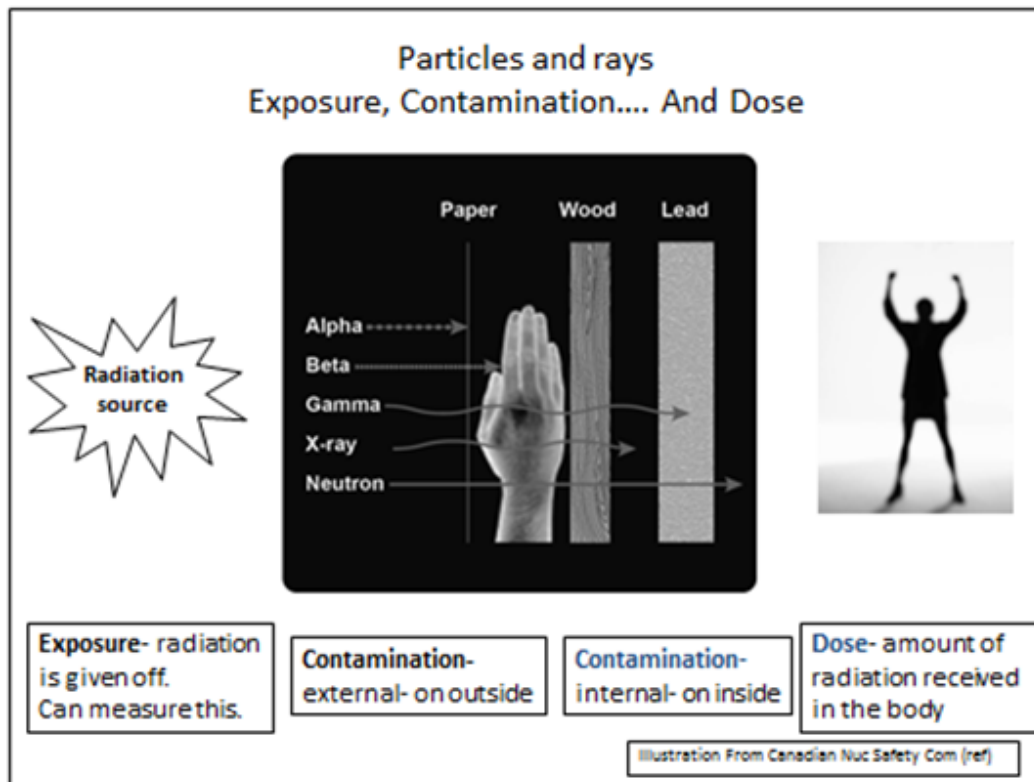 Particles and rays
Exposure, Contamination.... And Dose
Paper Wood Lead
Radiation
source
Alpha
Beta
Gamma
X-ray
Neutron
Exposure- radiation
is given off.
Can measure this.
Contamination-
external- on outside
Contamination-
internal- on inside
Dose- amount of
radiation received
in the body
Illustration From Canadian Nuc Safety Com (ref)